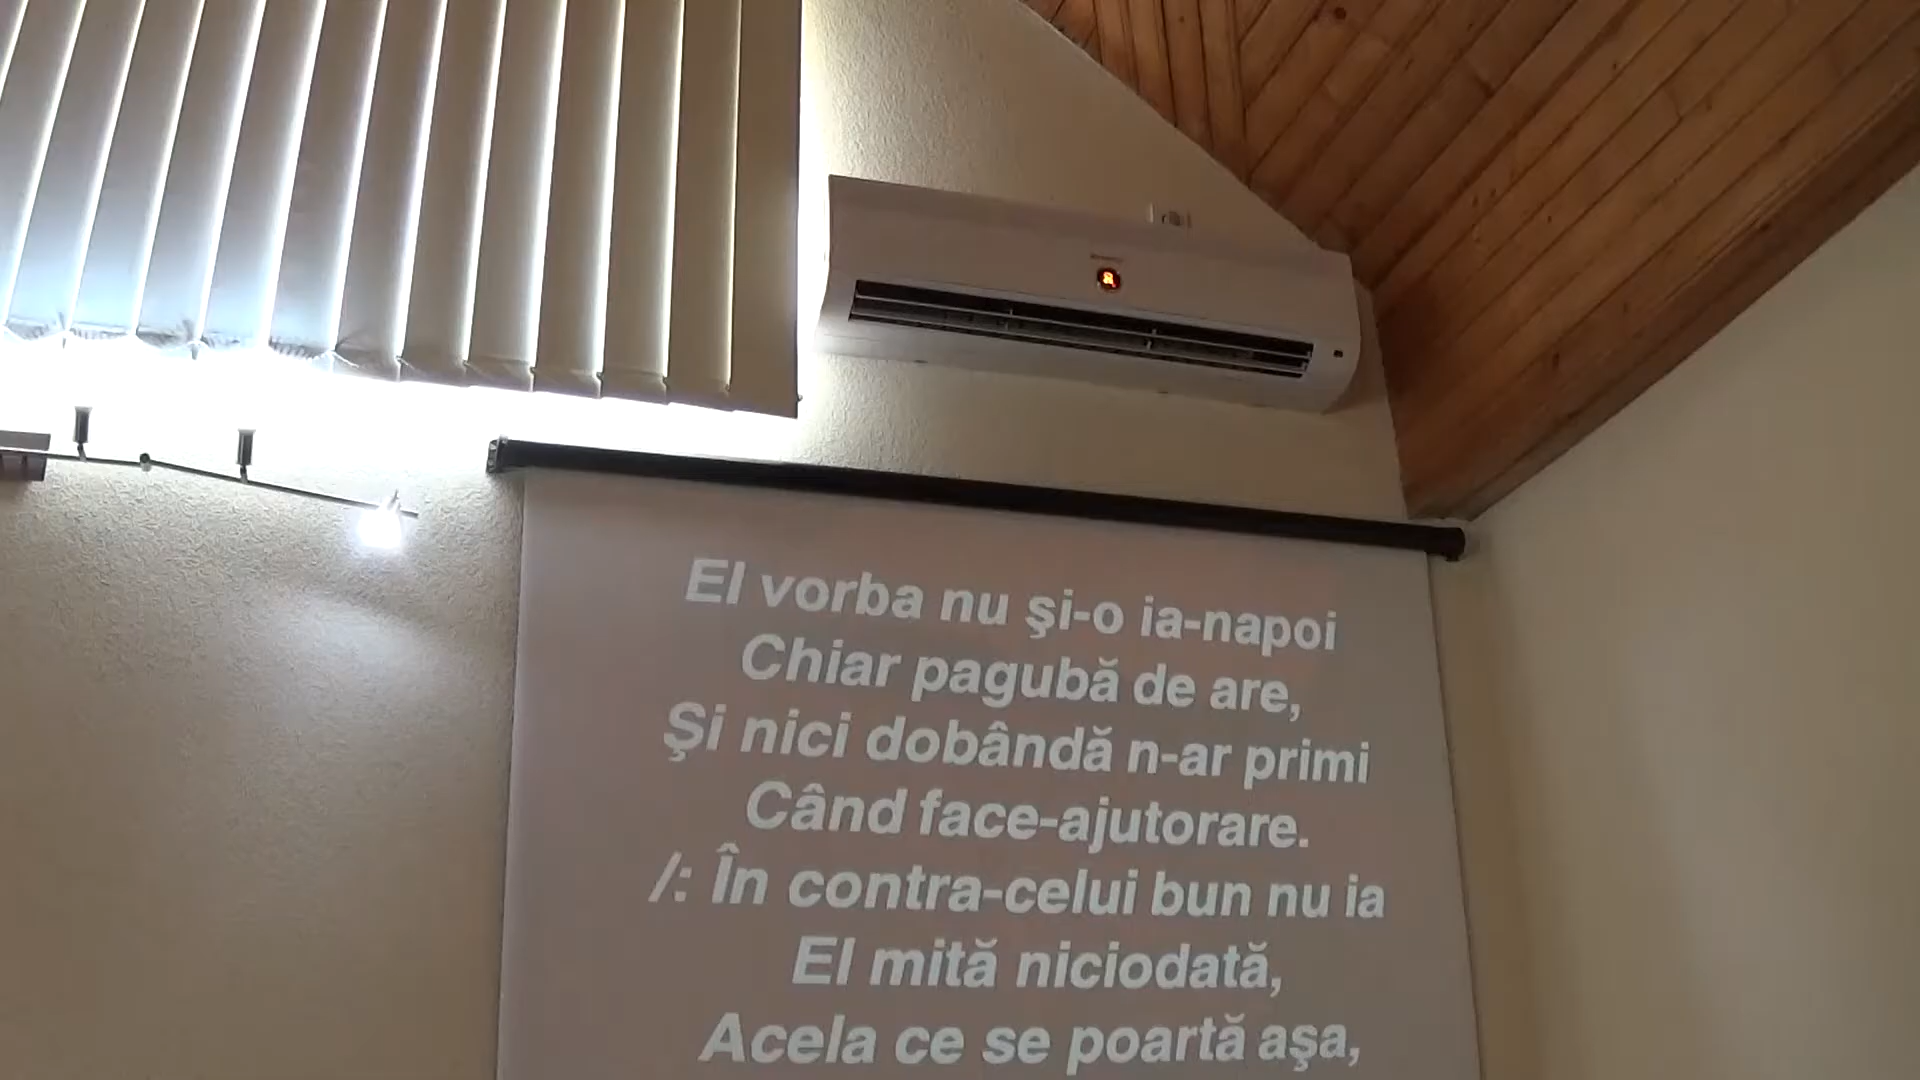 El vorba nu şi-o ia-napoi
Chiar pagubă de are,
Şi nici dobândă n-ar primi
Când face-ajutorare.
/: În contra-celui bun nu ia
El mită niciodată,
Acela ce se poartă aşa,